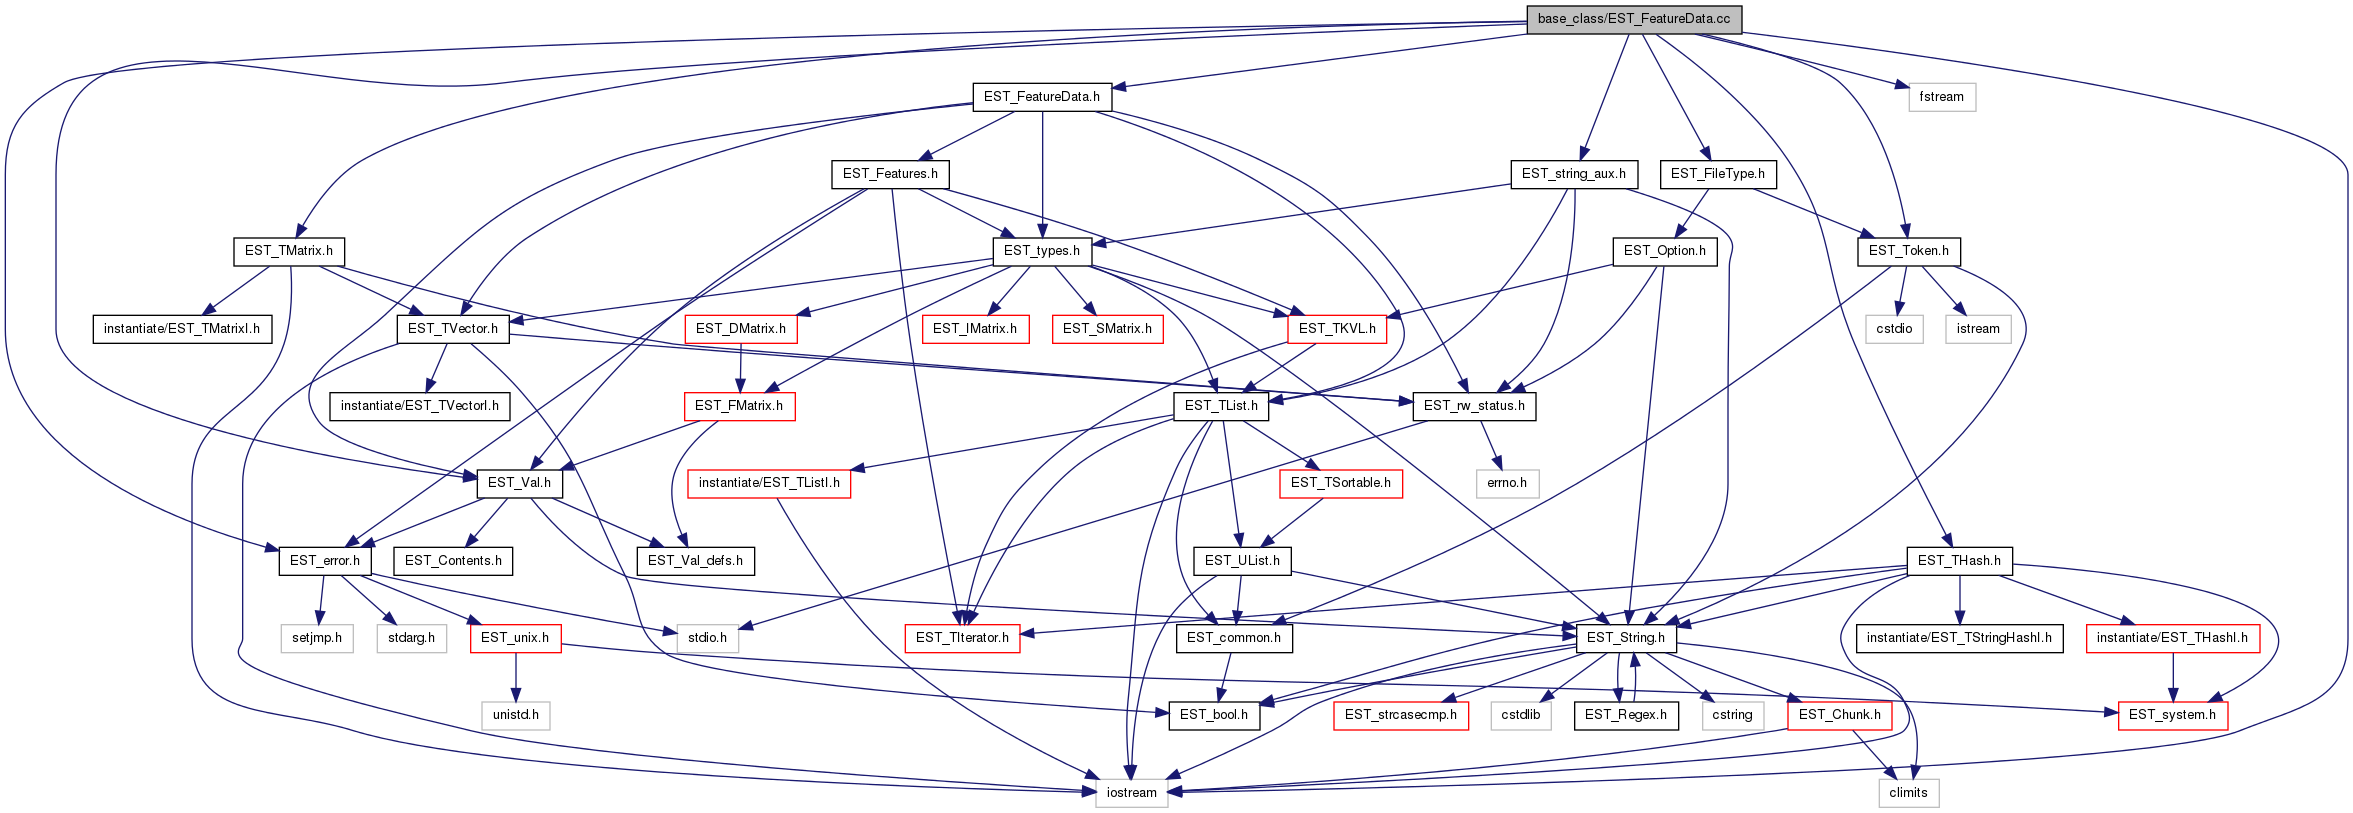 base_class/EST_FeatureData.cc
EST_FeatureData.h
fstream
EST_Features.h
EST_string_aux.h
EST_FileType.h
EST_TMatrix.h
EST_types.h
EST_Option.h
EST_Token.h
instantiate/EST_TMatrixI.h
EST_TVector.h
EST_DMatrix.h
EST_IMatrix.h
EST_SMatrix.h
EST_TKVL.h
cstdio
istream
instantiate/EST_TVectorI.h
EST_FMatrix.h
EST_TList.h
EST_rw_status.h
EST_Val.h
instantiate/EST_TListI.h
EST_TSortable.h
errno.h
EST_error.h
EST_Contents.h
EST_Val_defs.h
EST_UList.h
EST_THash.h
setjmp.h
stdarg.h
EST_unix.h
stdio.h
EST_TIterator.h
EST_common.h
EST_String.h
instantiate/EST_TStringHashI.h
instantiate/EST_THashI.h
unistd.h
EST_bool.h
EST_strcasecmp.h
cstdlib
EST_Regex.h
cstring
EST_Chunk.h
EST_system.h
iostream
climits